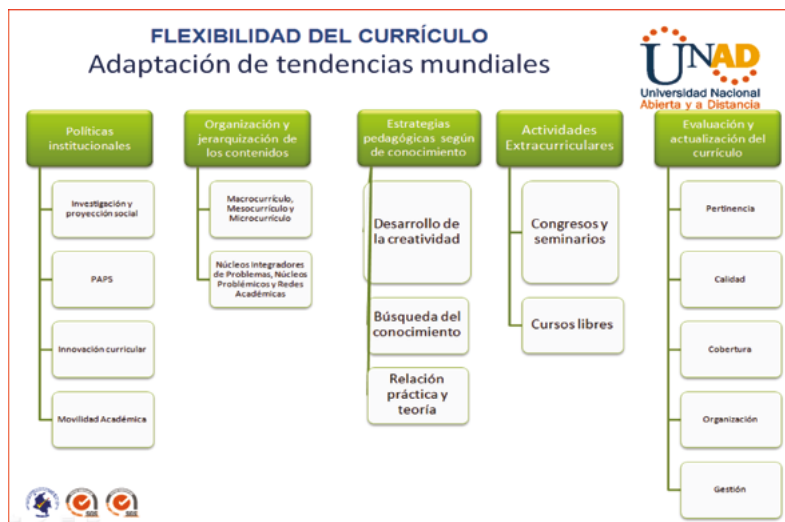 FLEXIBILIDAD DEL CURRÍCULO
Adaptación de tendencias mundiales
UNAD
Universidad Nacional
Abierta y a Distancia
Políticas
institucionales
Investigación y
proyección social
PAPS
Innovación curricular
Movilidad Académica
Organización y
jerarquización de
los contenidos
Macrocurrículo,
Mesocurrículo y
Microcurrículo
Núcleos Integradores
de Problemas, Núcleos
Problémicos y Redes
Académicas
Estrategias
pedagógicas según
de conocimiento
Desarrollo de
la creatividad
Búsqueda del
conocimiento
Relación
práctica y
teoría
Actividades
Extracurriculares
Congresos y
seminarios
Cursos libres
Evaluación y
actualización del
currículo
Pertinencia
Calidad
Cobertura
Organización
Gestión